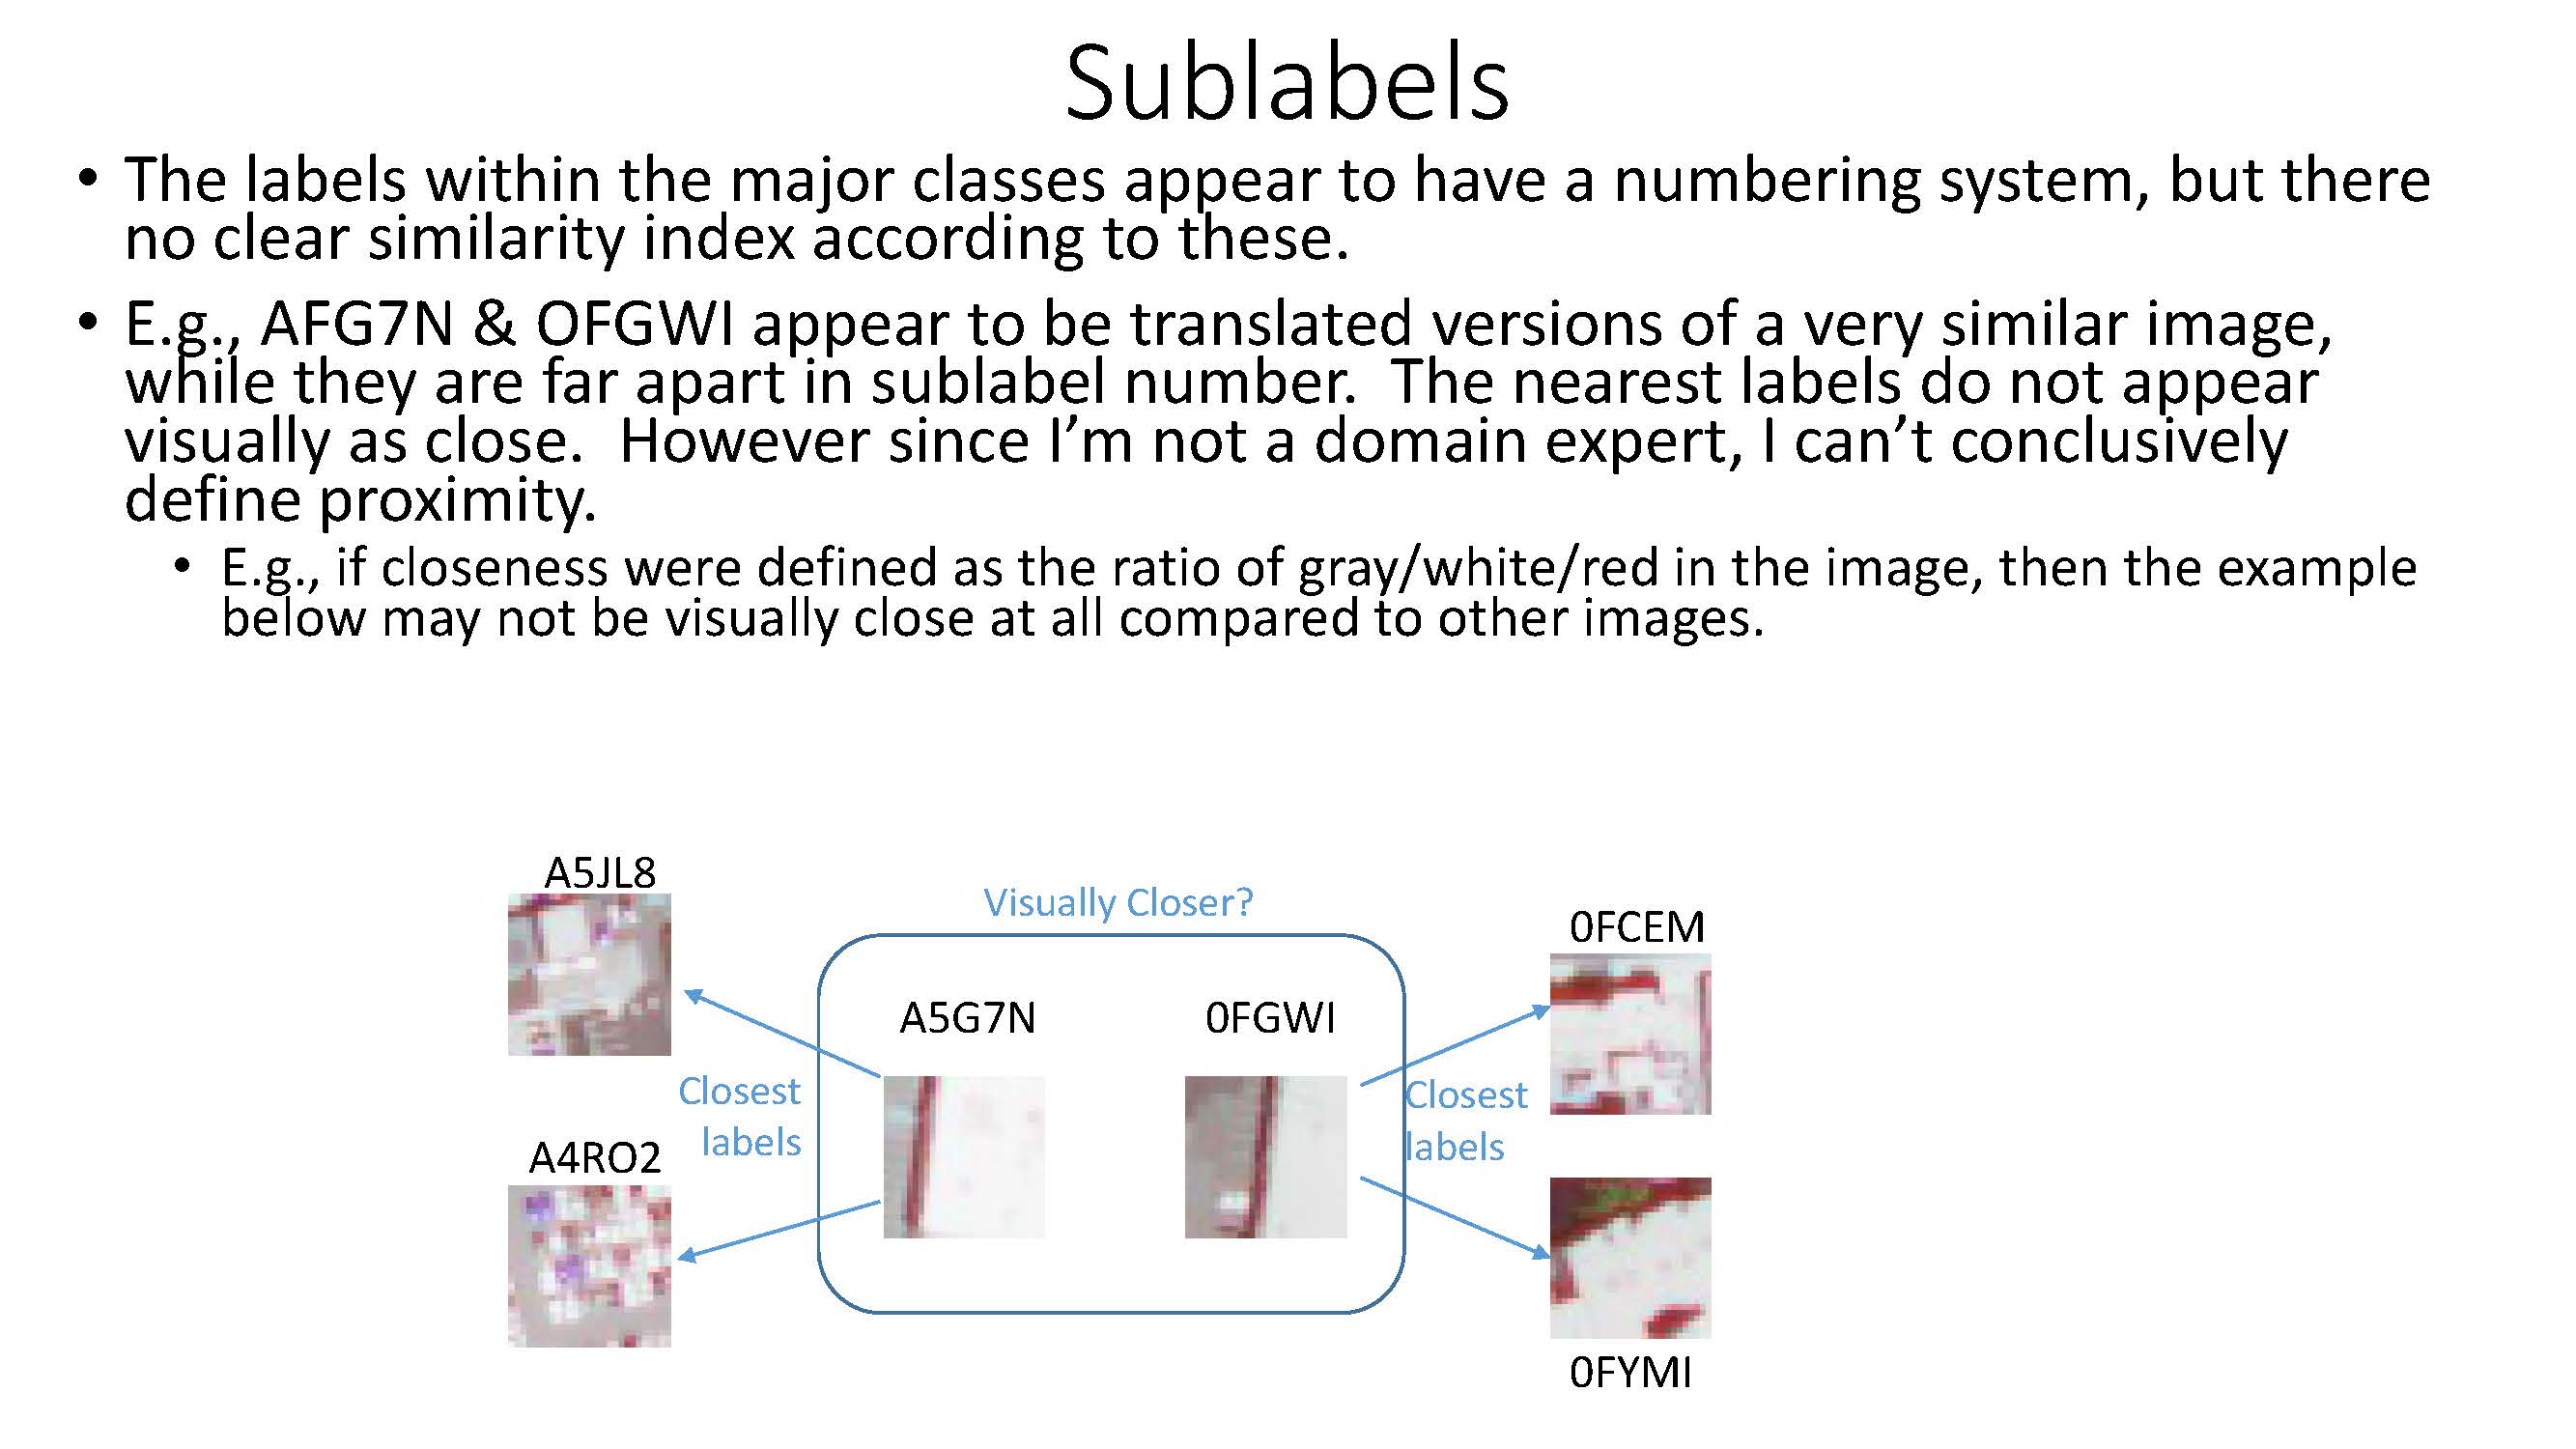 Sublabels
• The labels within the major classes appear to have a numbering system, but there
no clear similarity index according to these.
• E.g., AFG7N & OFGWI appear to be translated versions of a very similar image,
while they are far apart in sublabel number.  The nearest labels do not appear
visually as close.  However since I’m not a domain expert, I can’t conclusively
define proximity.
• E.g., if closeness were defined as the ratio of gray/white/red in the image, then the example
below may not be visually close at all compared to other images.
A5JL8
Visually Closer?
0FCEM
A5G7N
0FGWI
Closest
labels
Closest
labels
A4RO2
0FYMI